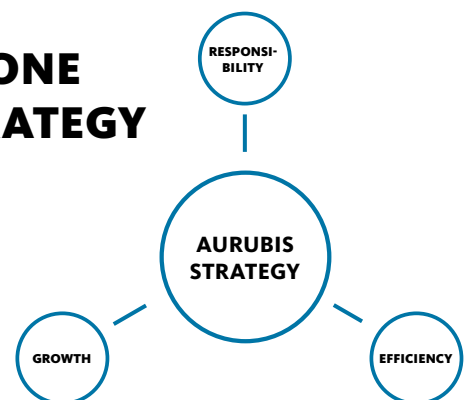 RESPONSI-
BILITY
ONE
ATEGY
AURUBIS
STRATEGY
GROWTH
EFFICIENCY